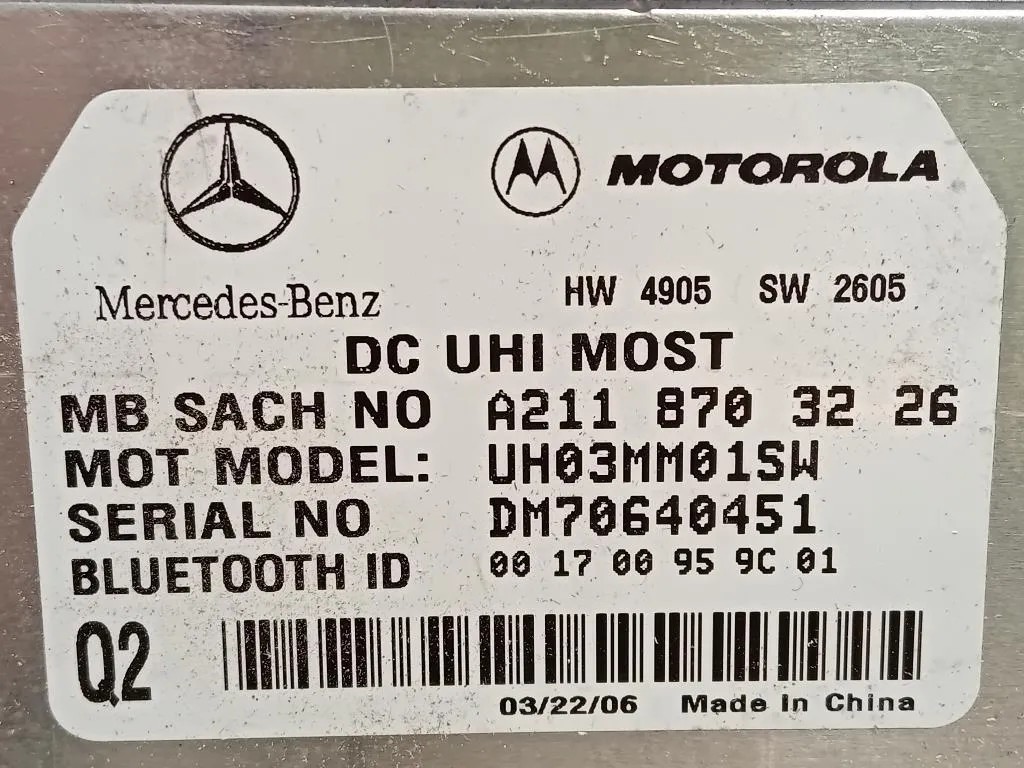 MOTOROLA
Mercedes-Benz
HW 4905 SW 2605
DC UHI MOST
MB SACH NO A211 870 32 26
MOT MODEL: UH03MM01SW
SERIAL NO DM70640451
BLUETOOTH ID 00 17 00 95 9C 01
Q2
03/22/06 Made in China